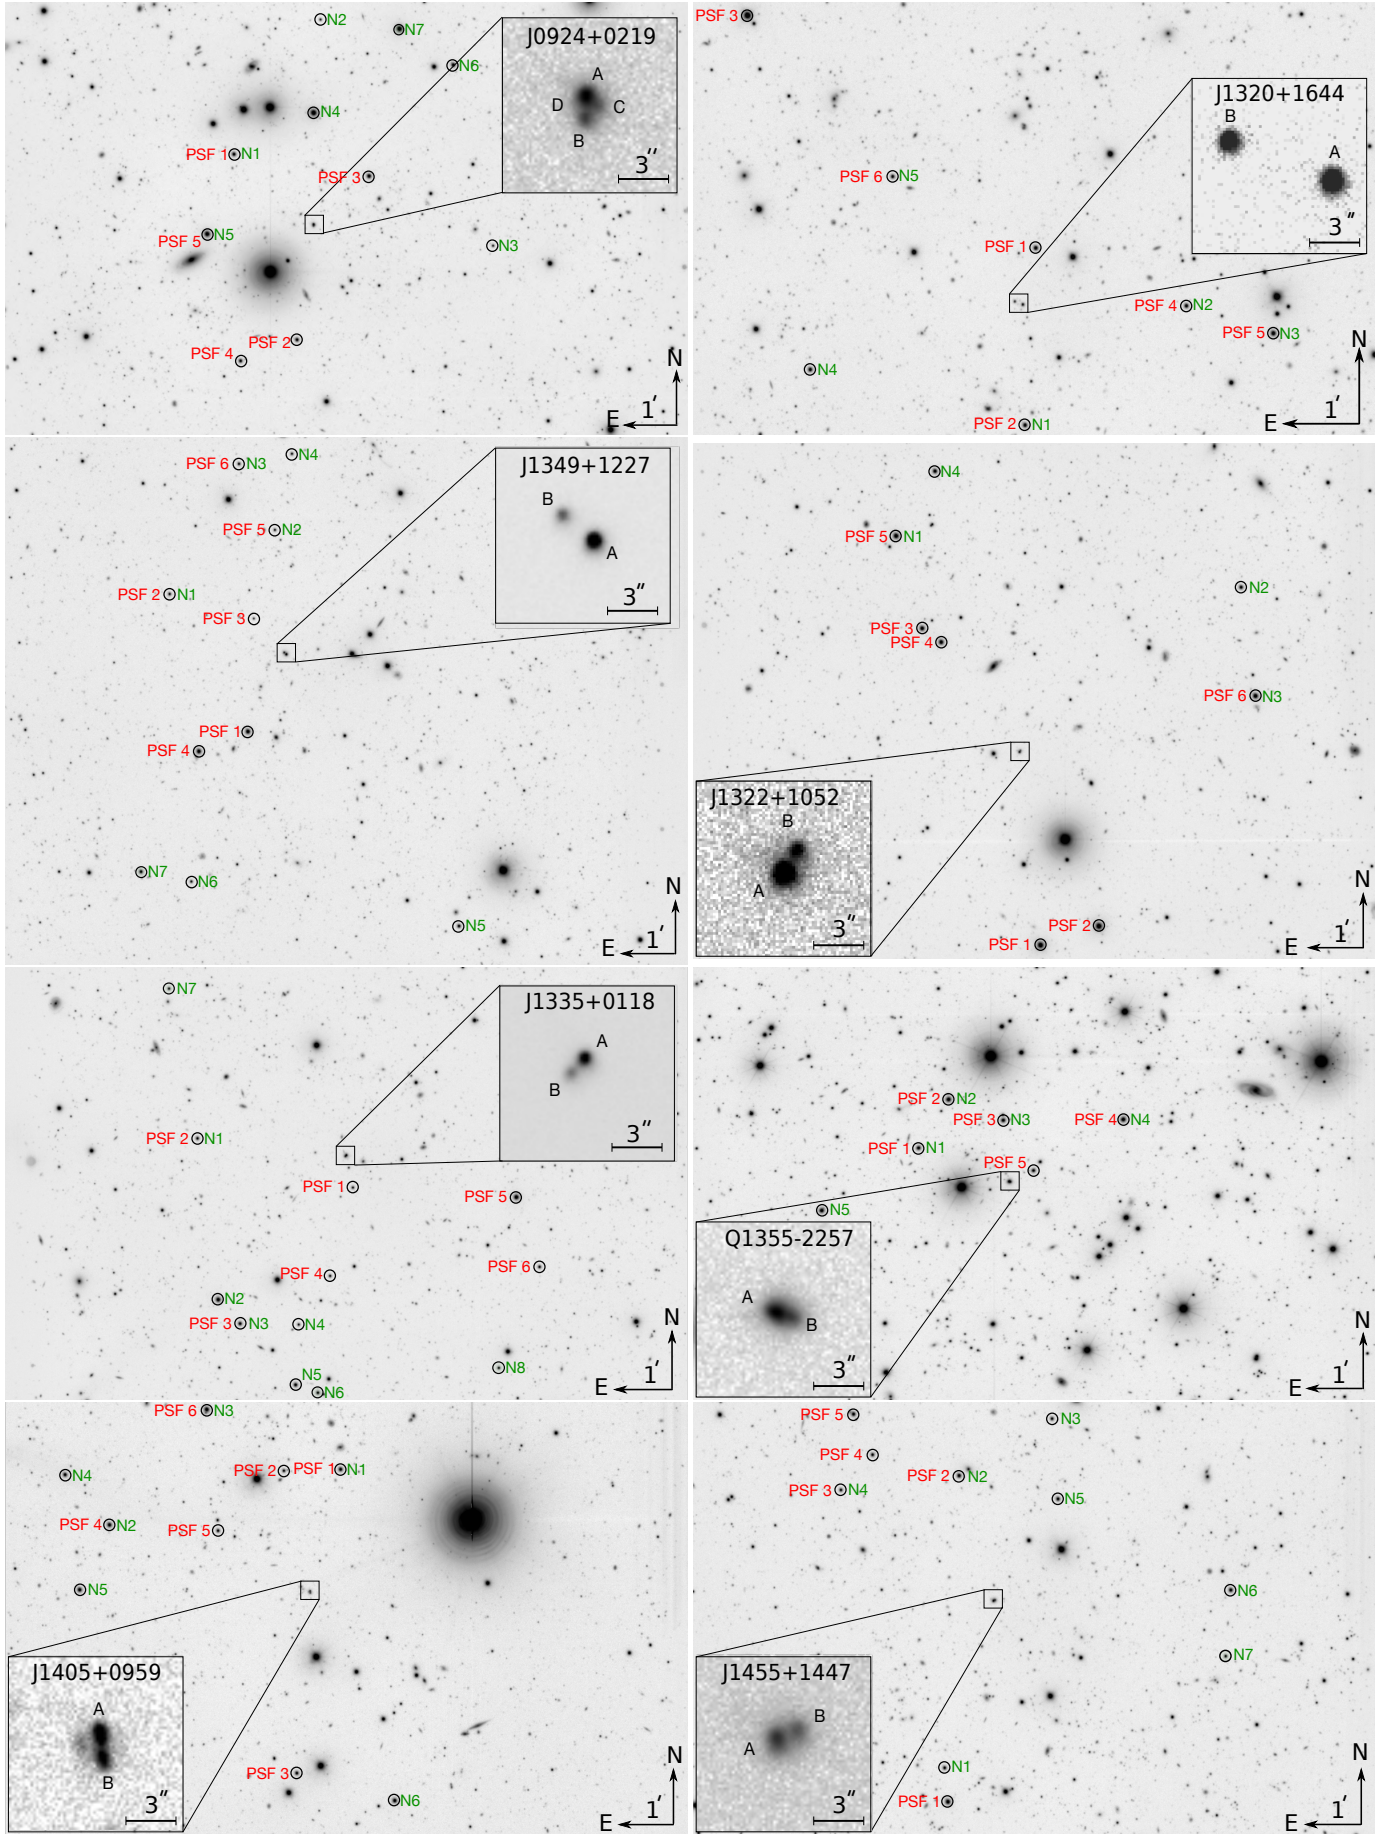 N2
N7
J0924+0219
N6
A
D
C
B
3''
N4
PSF 1 N1
PSF 3
PSF 5 N5
N3
PSF 2
PSF 4
N
E 1'
PSF 3
J1320+1644
B
A
3"
PSF 6 N5
PSF 1
PSF 4 N2
PSF 5 N3
N4
PSF 2 N1
N
E 1'
N4
PSF 6 N3
J1349+1227
B
A
3"
PSF 5 N2
PSF 2 N1
PSF 3
PSF 1
PSF 4
N7
N6
N5
N
E 1'
N4
PSF 5 N1
N2
PSF 3
PSF 4
PSF 6 N3
J1322+1052
B
A
3"
PSF 2
PSF 1
N
E 1'
N7
J1335+0118
A
B
3"
PSF 2 N1
PSF 1
PSF 5
PSF 6
PSF 4
N2
PSF 3 N3
N4
N5
N6
N8
N
E 1'
PSF 2 N2
PSF 3 N3
PSF 4 N4
PSF 1 N1
PSF 5
N5
Q1355-2257
A
B
3"
N
E 1'
PSF 6 N3
PSF 2
PSF 1 N1
N4
PSF 4 N2
PSF 5
N5
J1405+0959
A
B
3"
PSF 3
N6
N
E 1'
PSF 5
N3
PSF 4
PSF 2 N2
PSF 3 N4
N5
N6
N7
J1455+1447
B
A
3"
N1
PSF 1
N
E 1'